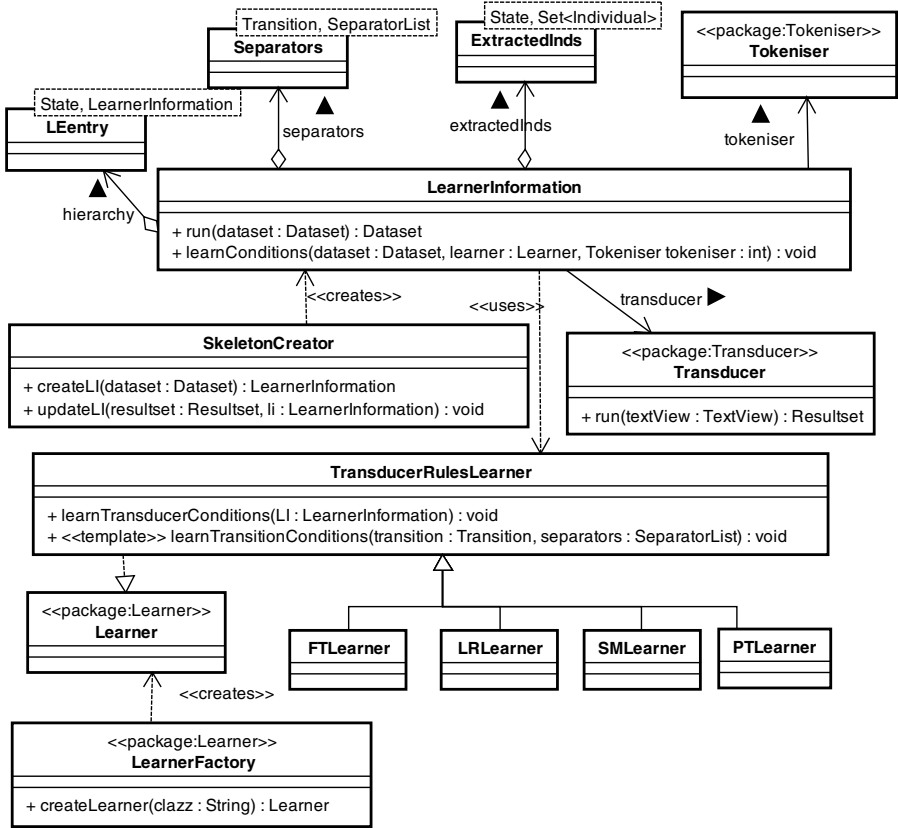 Transition, SeparatorList
Separators
State, Set<Individual>
ExtractedInds
<<package:Tokeniser>>
Tokeniser
State, LearnerInformation
LEentry
separators
extractedInds
tokeniser
hierarchy
LearnerInformation
+ run(dataset : Dataset) : Dataset
+ learnConditions(dataset : Dataset, learner : Learner, Tokeniser tokeniser : int) : void
<<creates>>
<<uses>>
transducer
SkeletonCreator
+ createLI(dataset : Dataset) : LearnerInformation
+ updateLI(resultset : Resultset, li : LearnerInformation) : void
<<package:Transducer>>
Transducer
+ run(textView : TextView) : Resultset
TransducerRulesLearner
+ learnTransducerConditions(LI : LearnerInformation) : void
+ <<template>> learnTransitionConditions(transition : Transition, separators : SeparatorList) : void
<<package:Learner>>
Learner
FTLearner
LRLearner
SMLearner
PTLearner
<<creates>>
<<package:Learner>>
LearnerFactory
+ createLearner(clazz : String) : Learner